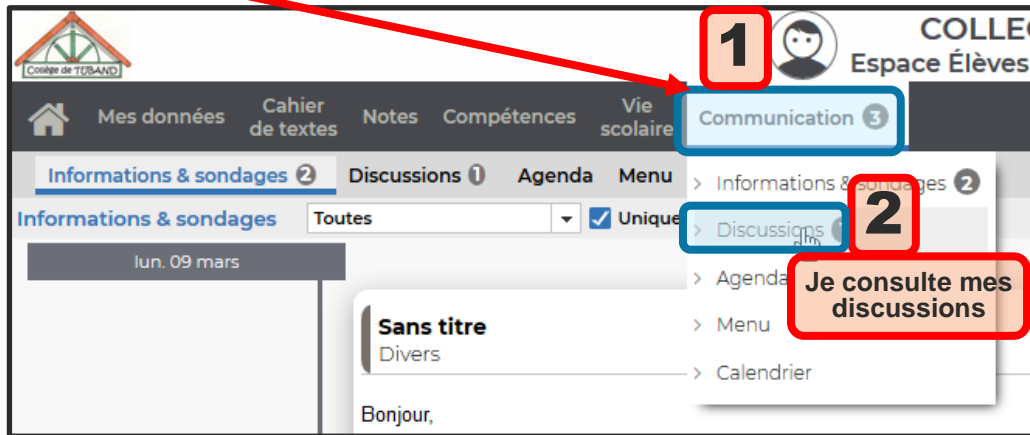 Collège de TUBAND
1
COLLE
Espace Élèves
Mes données
Cahier
de textes
Notes
Compétences
Vie
scolaire
Communication 3
Informations & sondages 2
Discussions 1
Agenda
Menu
> Informations & sondages 2
Informations & sondages
Toutes
Unique
> Discussions
2
lun. 09 mars
> Agenda
Je consulte mes
discussions
Sans titre
Divers
> Menu
> Calendrier
Bonjour,